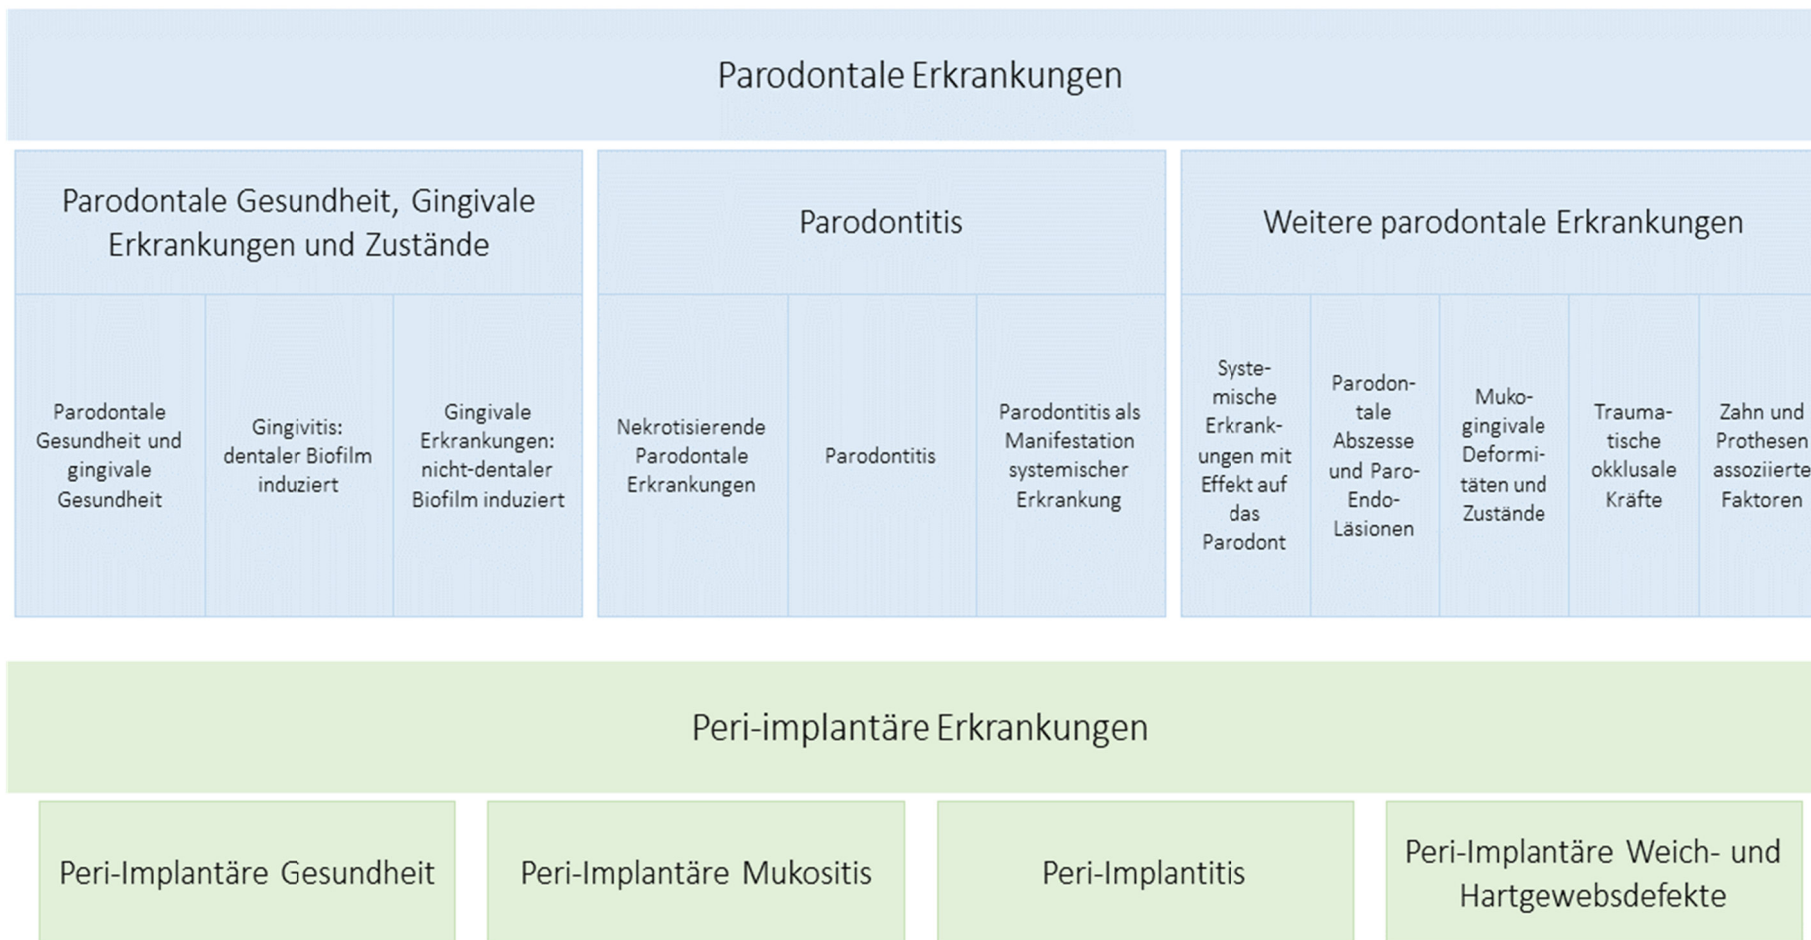 Parodontale Erkrankungen
Parodontale Gesundheit, Gingivale
Erkrankungen und Zustände
Parodontitis
Weitere parodontale Erkrankungen
Parodontale
Gesundheit und
gingivale
Gesundheit
Gingivitis:
dentaler Biofilm
induziert
Gingivale
Erkrankungen:
nicht-dentaler
Biofilm induziert
Nekrotisierende
Parodontale
Erkrankungen
Parodontitis
Parodontitis als
Manifestation
systemischer
Erkrankung
Syste-
mische
Erkrank-
ungen mit
Effekt auf
das
Parodont
Parodon-
tale
Abszesse
und Paro-
Endo-
Läsionen
Muko-
gingivale
Deformi-
täten und
Zustände
Trauma-
tische
okklusale
Kräfte
Zahn und
Prothesen
assoziierte
Faktoren
Peri-implantäre Erkrankungen
Peri-Implantäre Gesundheit
Peri-Implantäre Mukositis
Peri-Implantitis
Peri-Implantäre Weich- und
Hartgewebsdefekte